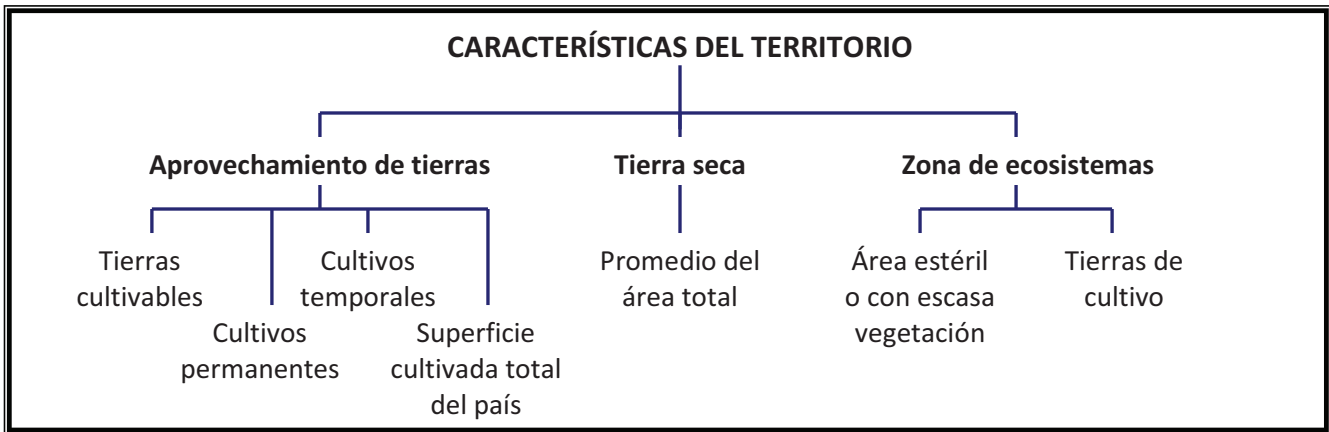 CARACTERÍSTICAS DEL TERRITORIO
Aprovechamiento de tierras
Tierra seca
Zona de ecosistemas
Tierras
cultivables
Cultivos
permanentes
Cultivos
temporales
Superficie
cultivada total
del país
Promedio del
área total
Área estéril
o con escasa
vegetación
Tierras de
cultivo